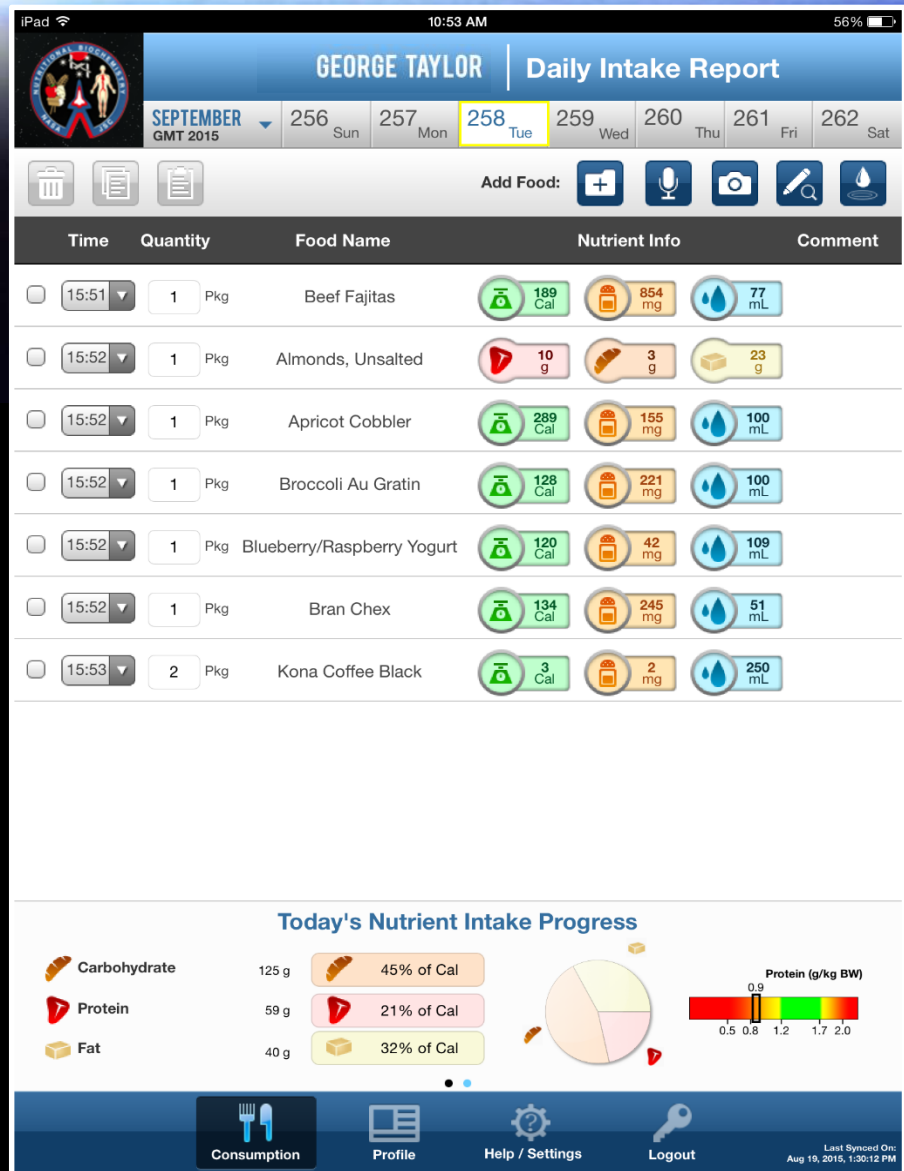 iPad 10:53 AM 56%
NUTRITIONAL BIOCHEMISTRY
NASA JSC
GEORGE TAYLOR Daily Intake Report
SEPTEMBER 256 Sun 257 Mon 258 Tue 259 Wed 260 Thu 261 Fri 262 Sat
GMT 2015
Add Food:
Time Quantity Food Name Nutrient Info Comment
15:51 1 Pkg Beef Fajitas 189 Cal 854 mg 77 mL
15:52 1 Pkg Almonds, Unsalted 10 g 3 g 23 g
15:52 1 Pkg Apricot Cobbler 289 Cal 155 mg 100 mL
15:52 1 Pkg Broccoli Au Gratin 128 Cal 221 mg 100 mL
15:52 1 Pkg Blueberry/Raspberry Yogurt 120 Cal 42 mg 109 mL
15:52 1 Pkg Bran Chex 134 Cal 245 mg 51 mL
15:53 2 Pkg Kona Coffee Black 3 Cal 2 mg 250 mL
Today's Nutrient Intake Progress
Carbohydrate 125 g 45% of Cal
Protein 59 g 21% of Cal
Fat 40 g 32% of Cal
Protein (g/kg BW)
0.9
0.5 0.8 1.2 1.7 2.0
Consumption Profile Help / Settings Logout
Last Synced On:
Aug 19, 2015, 1:30:12 PM